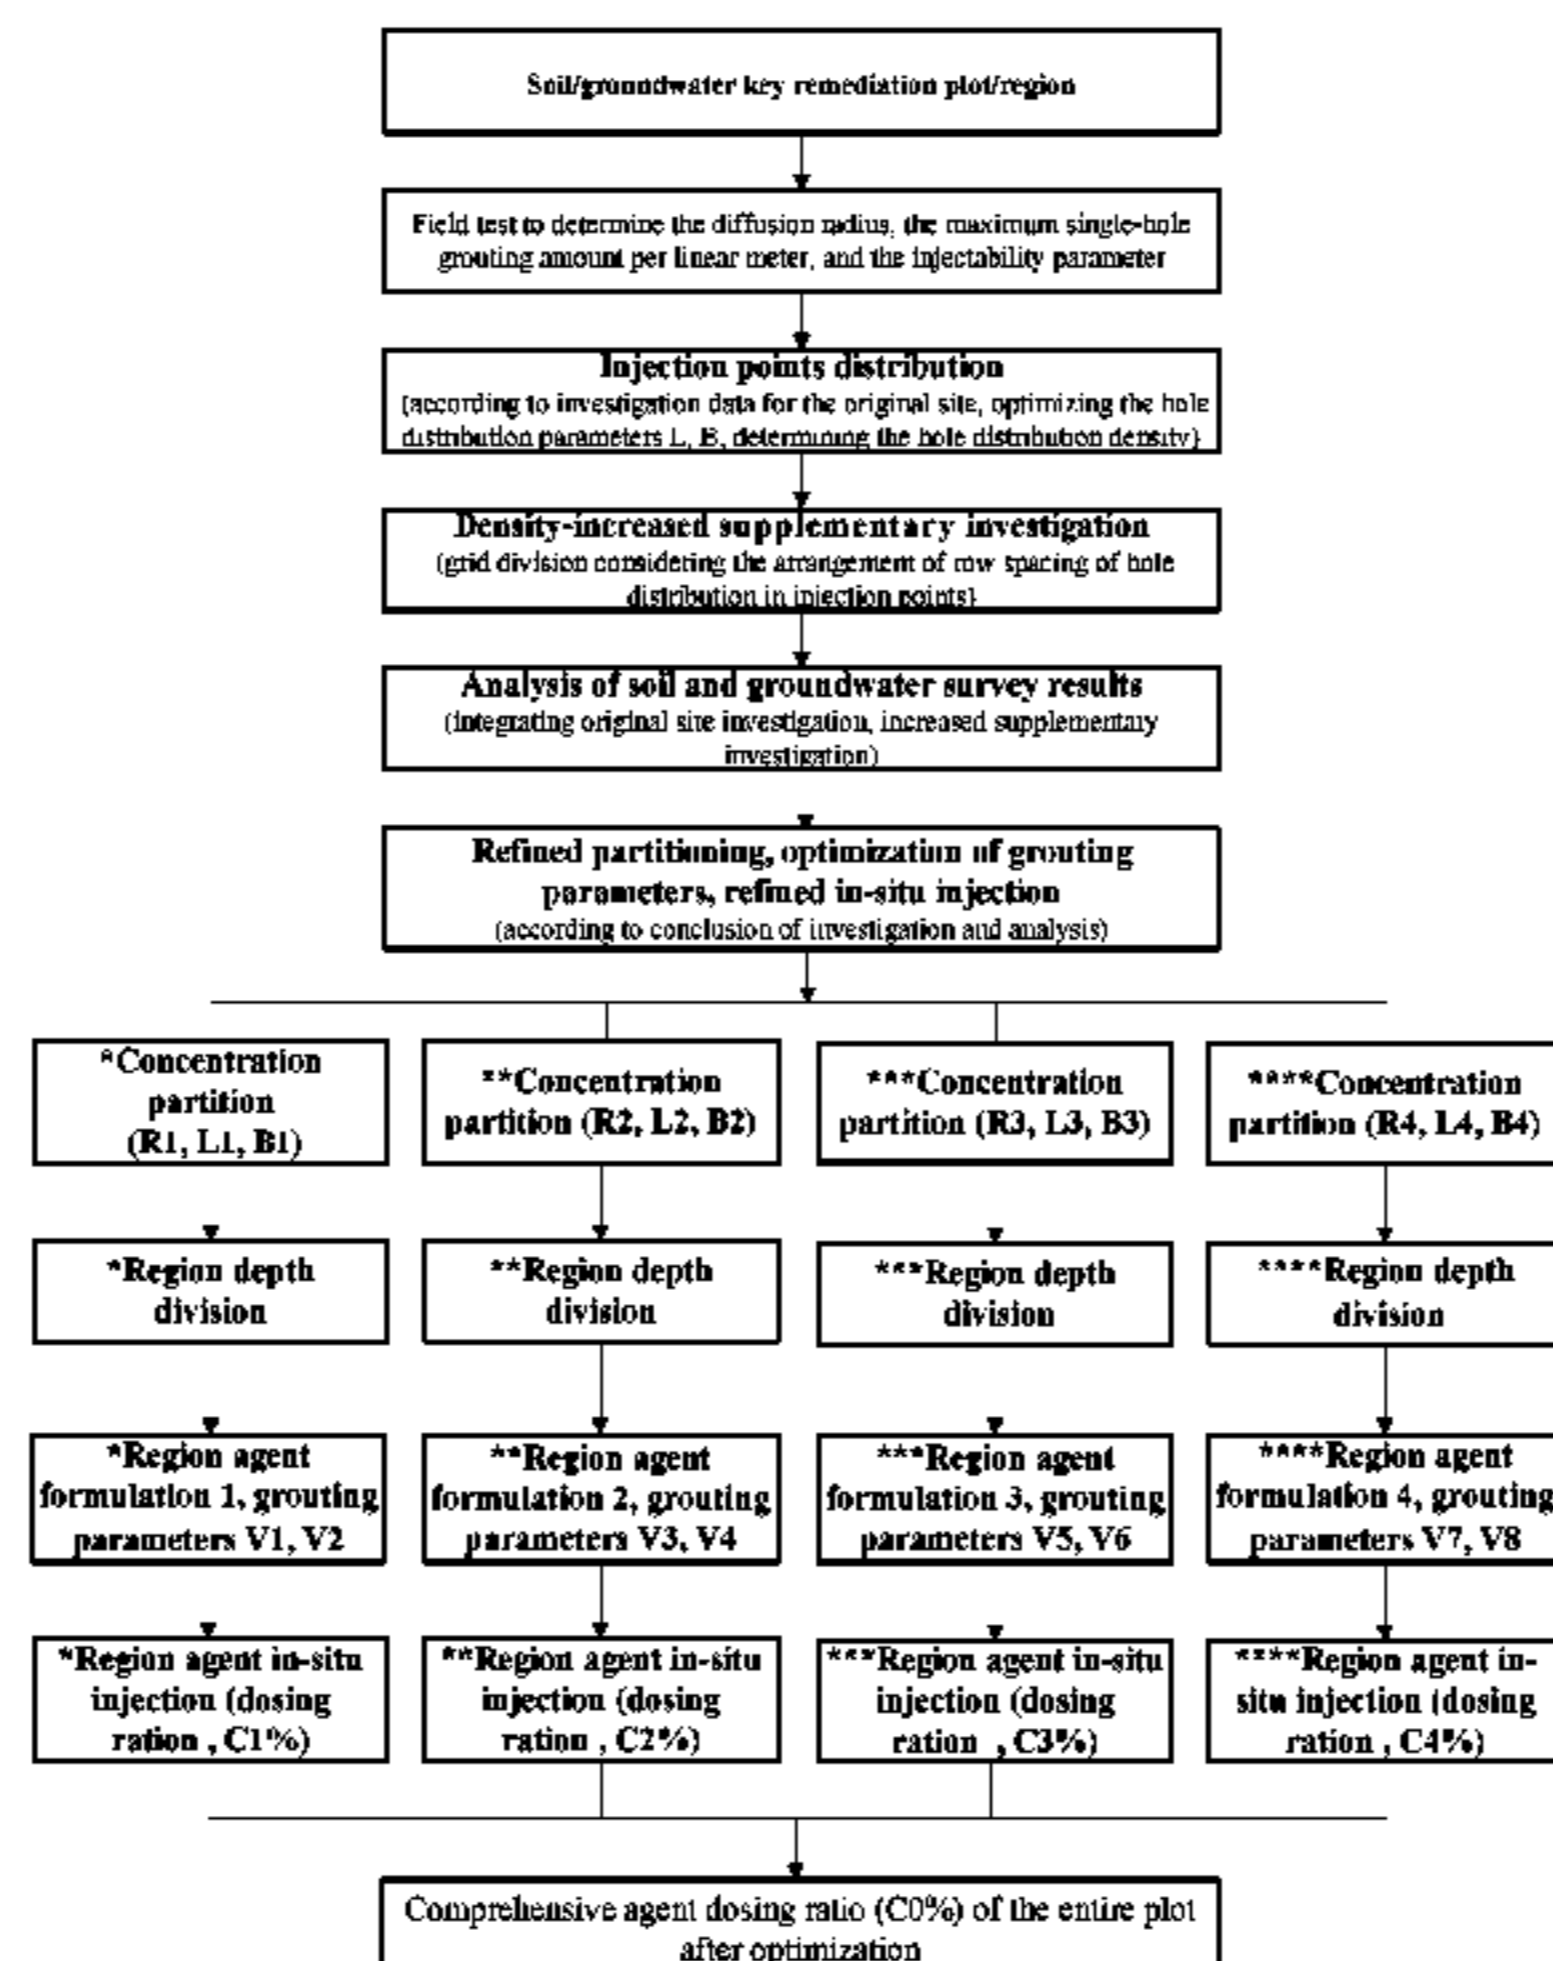 Soil/groundwater key remediation plot/region
Field test to determine the diffusion radius, the maximum single-hole
grouting amount per linear meter, and the injectability parameter
Injection points distribution
(according to investigation data for the original site, optimizing the hole
distribution parameters L, B, determining the hole distribution density)
Density-increased supplementary investigation
(grid division considering the arrangement of row spacing of hole
distribution in injection points)
Analysis of soil and groundwater survey results
(integrating original site investigation, increased supplementary
investigation)
Refined partitioning, optimization of grouting
parameters, refined in-situ injection
(according to conclusion of investigation and analysis)
*Concentration
partition
(R1, L1, B1)
**Concentration
partition (R2, L2, B2)
***Concentration
partition (R3, L3, B3)
****Concentration
partition (R4, L4, B4)
*Region depth
division
**Region depth
division
***Region depth
division
****Region depth
division
*Region agent
formulation 1, grouting
parameters V1, V2
**Region agent
formulation 2, grouting
parameters V3, V4
***Region agent
formulation 3, grouting
parameters V5, V6
****Region agent
formulation 4, grouting
parameters V7, V8
*Region agent in-situ
injection (dosing
ration , C1%)
**Region agent in-situ
injection (dosing
ration , C2%)
***Region agent in-situ
injection (dosing
ration , C3%)
****Region agent in-
situ injection (dosing
ration , C4%)
Comprehensive agent dosing ratio (C0%) of the entire plot
after optimization